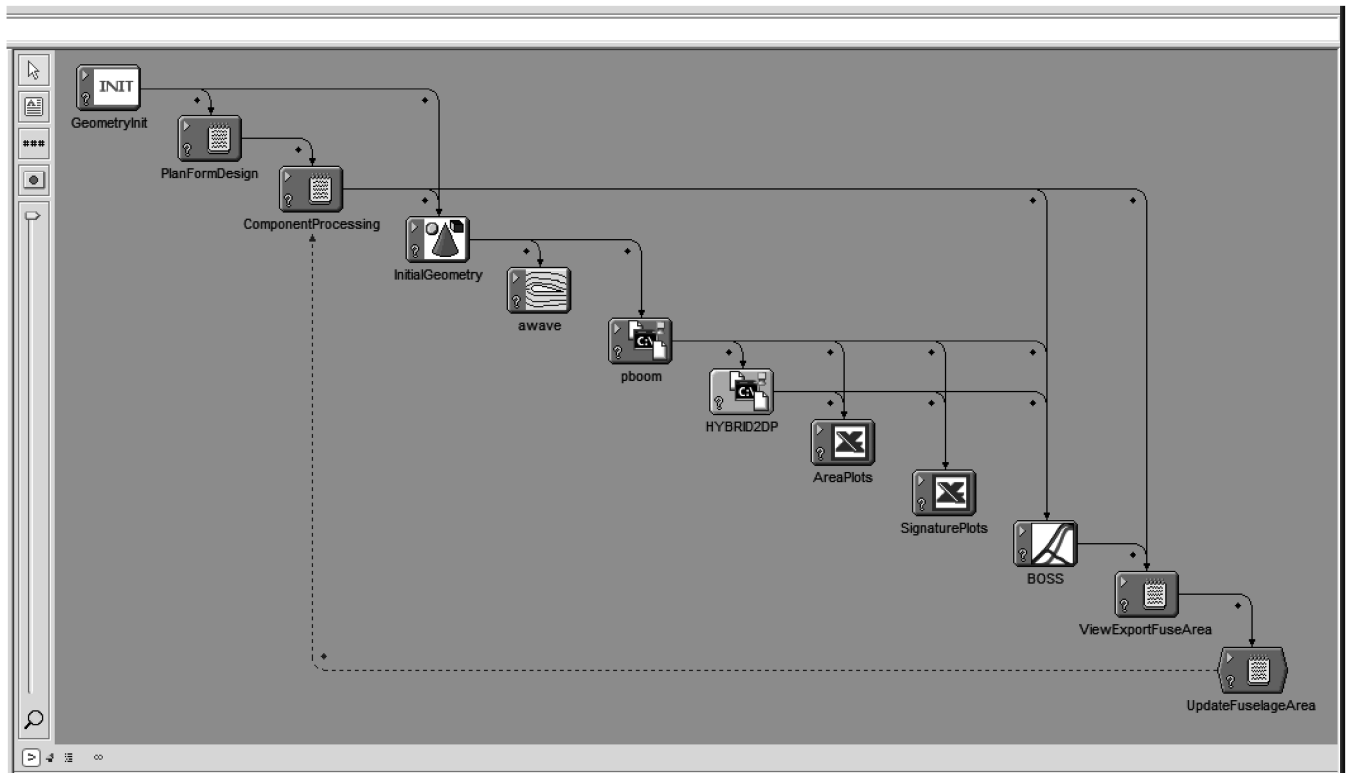 INIT
GeometryInit
PlanFormDesign
###
ComponentProcessing
InitialGeometry
awave
C:\
pboom
C:\
HYBRID2DP
AreaPlots
SignaturePlots
BOSS
ViewExportFuseArea
UpdateFuselageArea